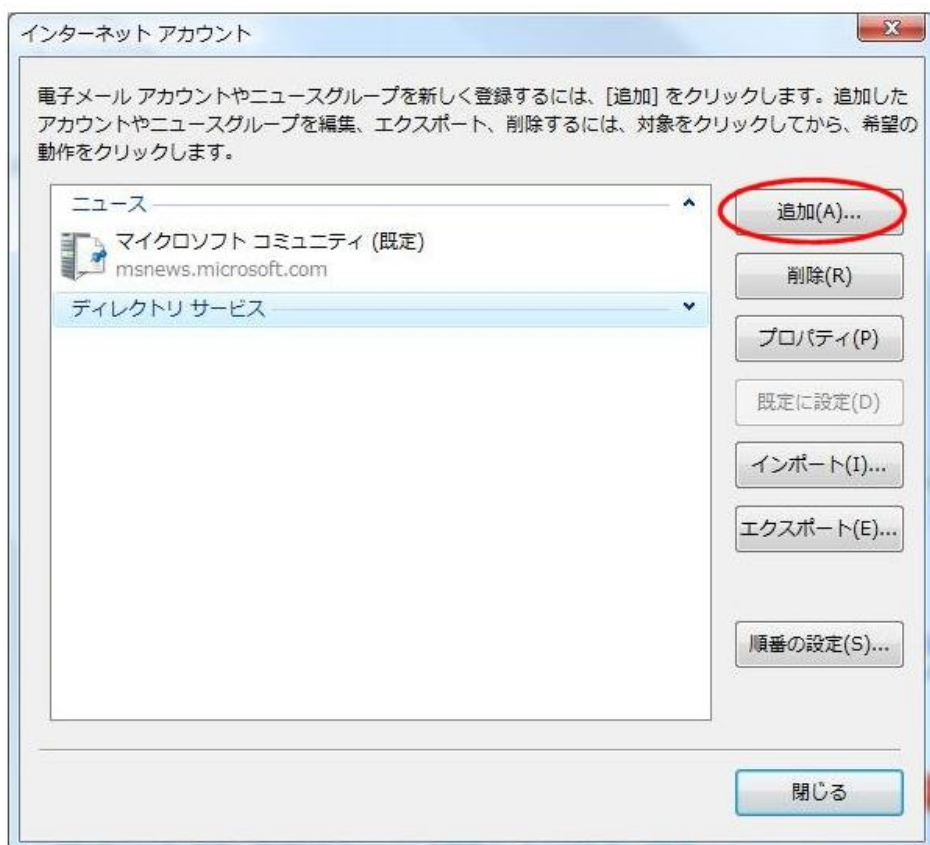 インターネット アカウント
電子メール アカウントやニュースグループを新しく登録するには、[追加] をクリックします。追加した
アカウントやニュースグループを編集、エクスポート、削除するには、対象をクリックしてから、希望の
動作をクリックします。
ニュース
マイクロソフト コミュニティ (既定)
msnews.microsoft.com
ディレクトリ サービス
追加(A)...
削除(R)
プロパティ(P)
既定に設定(D)
インポート(I)...
エクスポート(E)...
順番の設定(S)...
閉じる